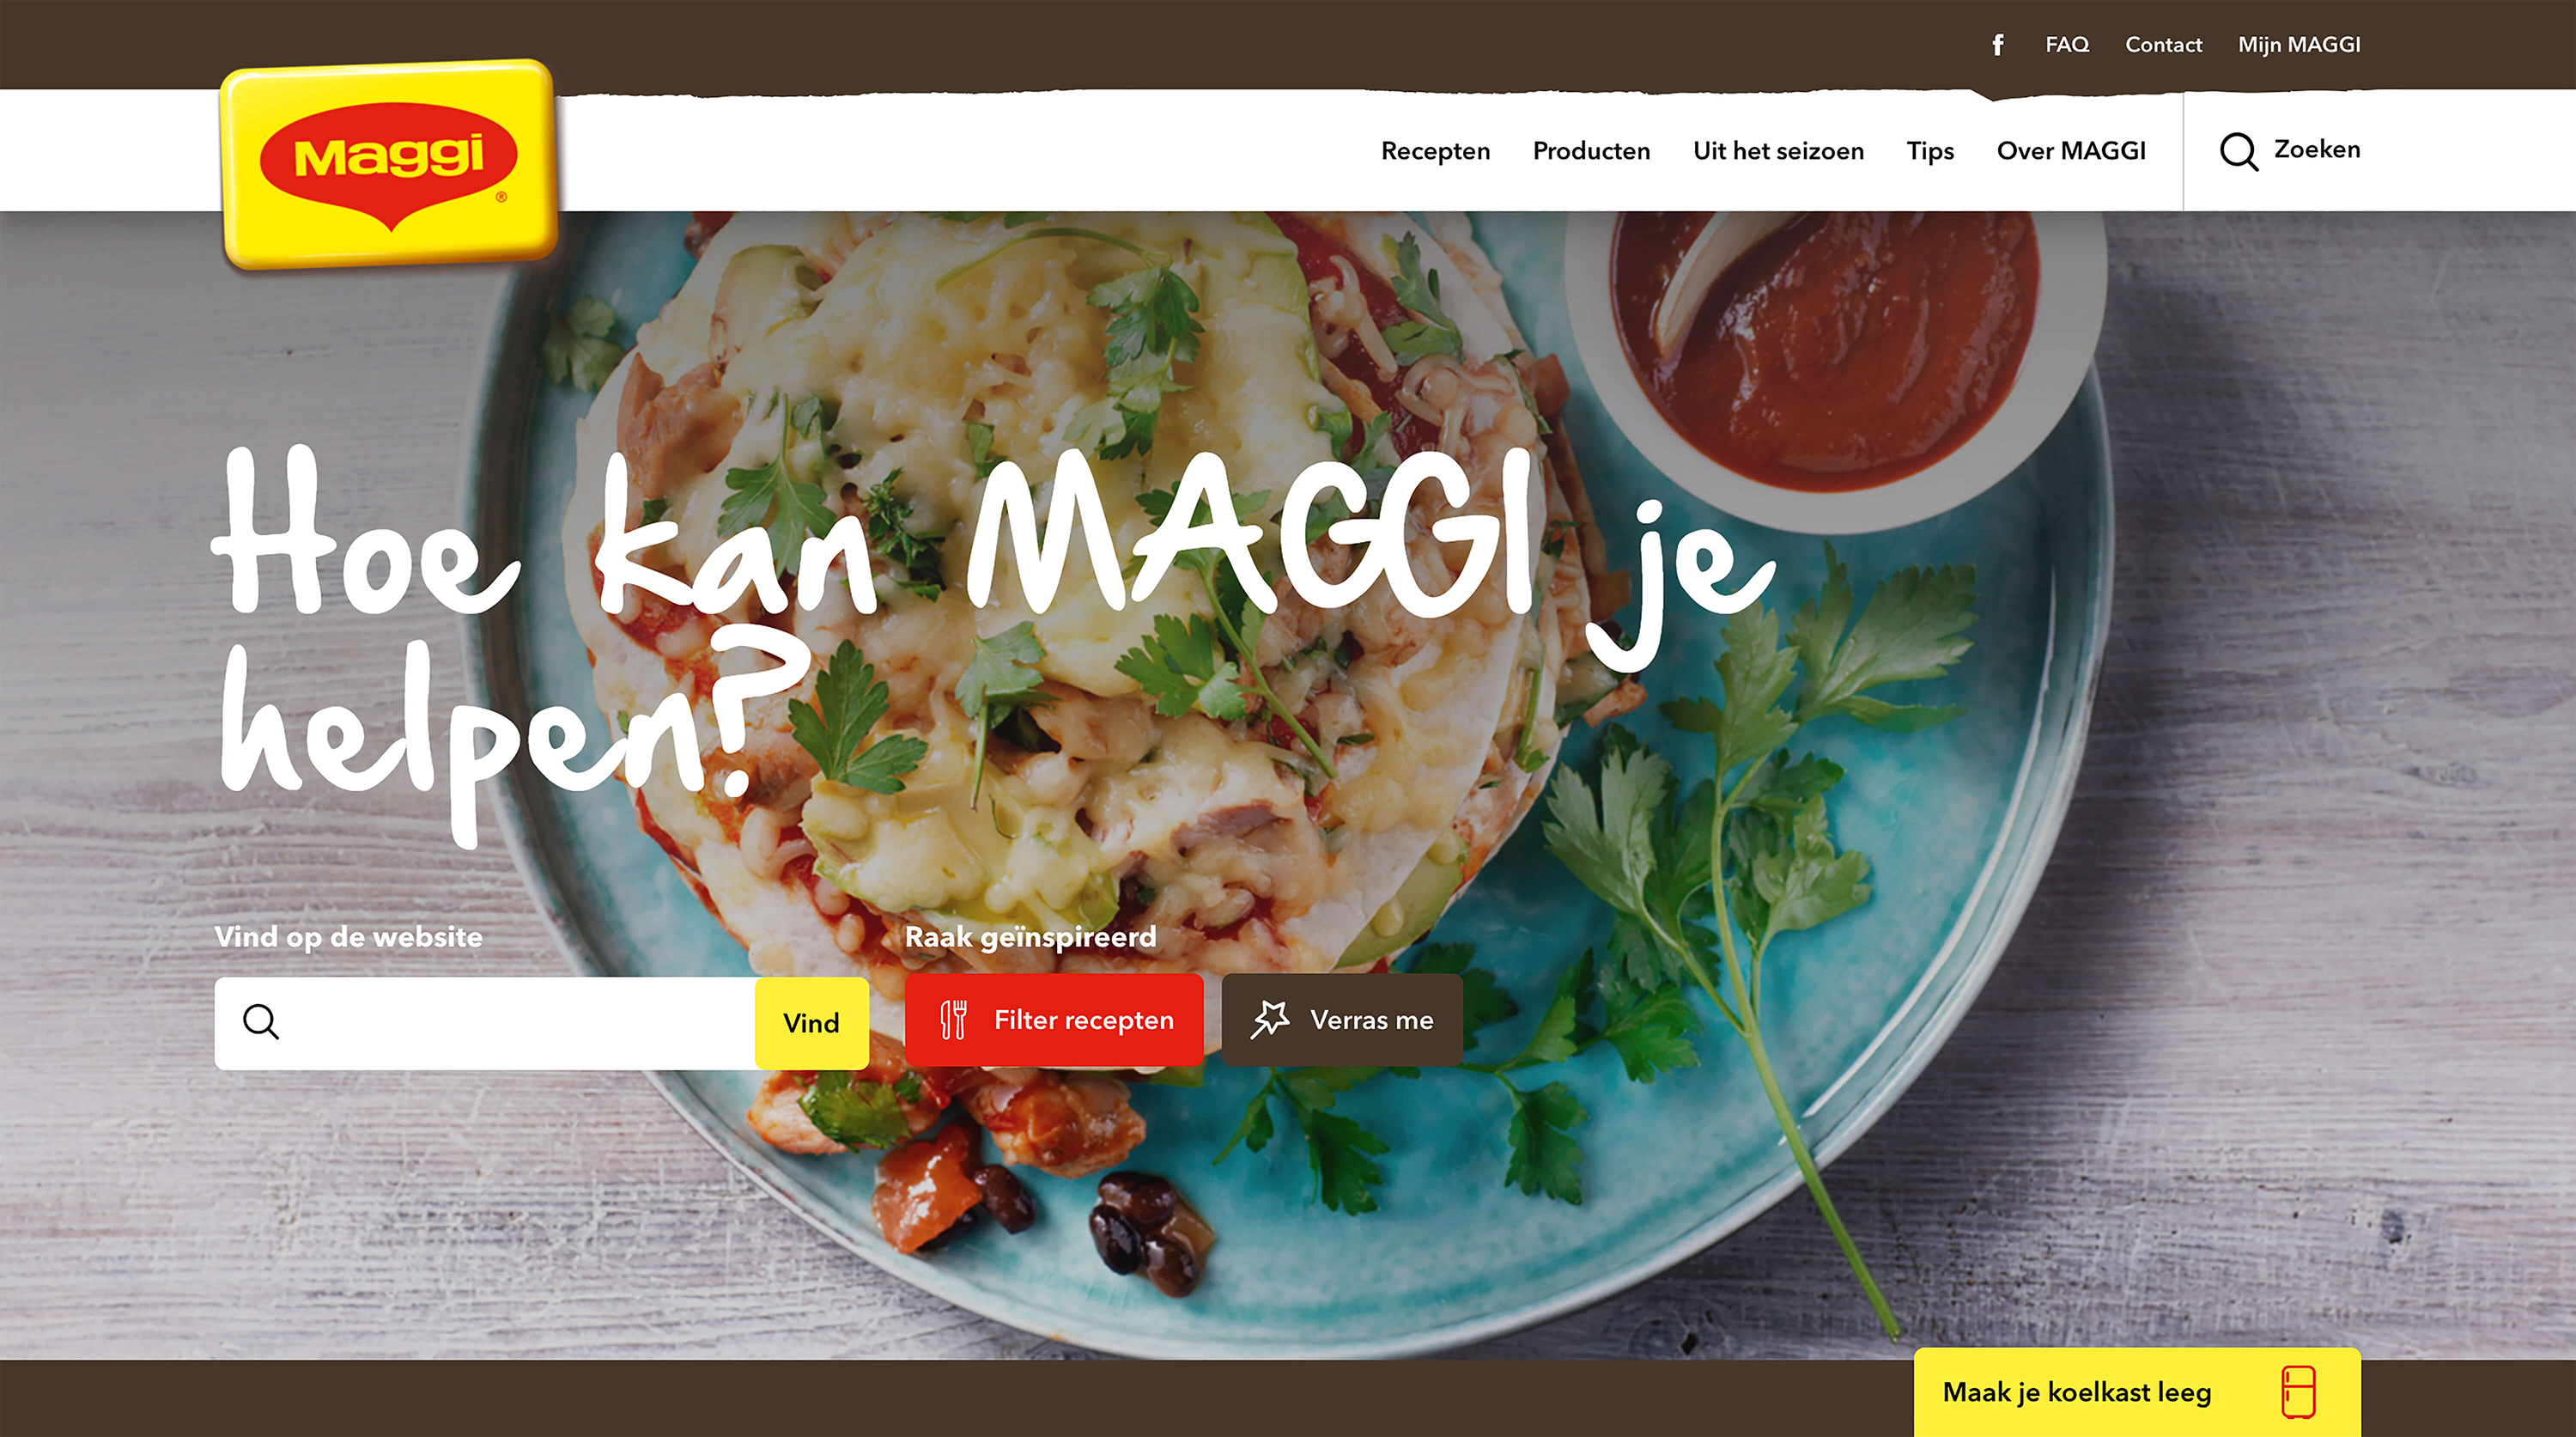 FAQ Contact Mijn MAGGI
Maggi
®
Recepten Producten Uit het seizoen Tips Over MAGGI Zoeken
Hoe kan MAGGI je
helpen?
Vind op de website
Vind
Raak geïnspireerd
Filter recepten Verras me
Maak je koelkast leeg